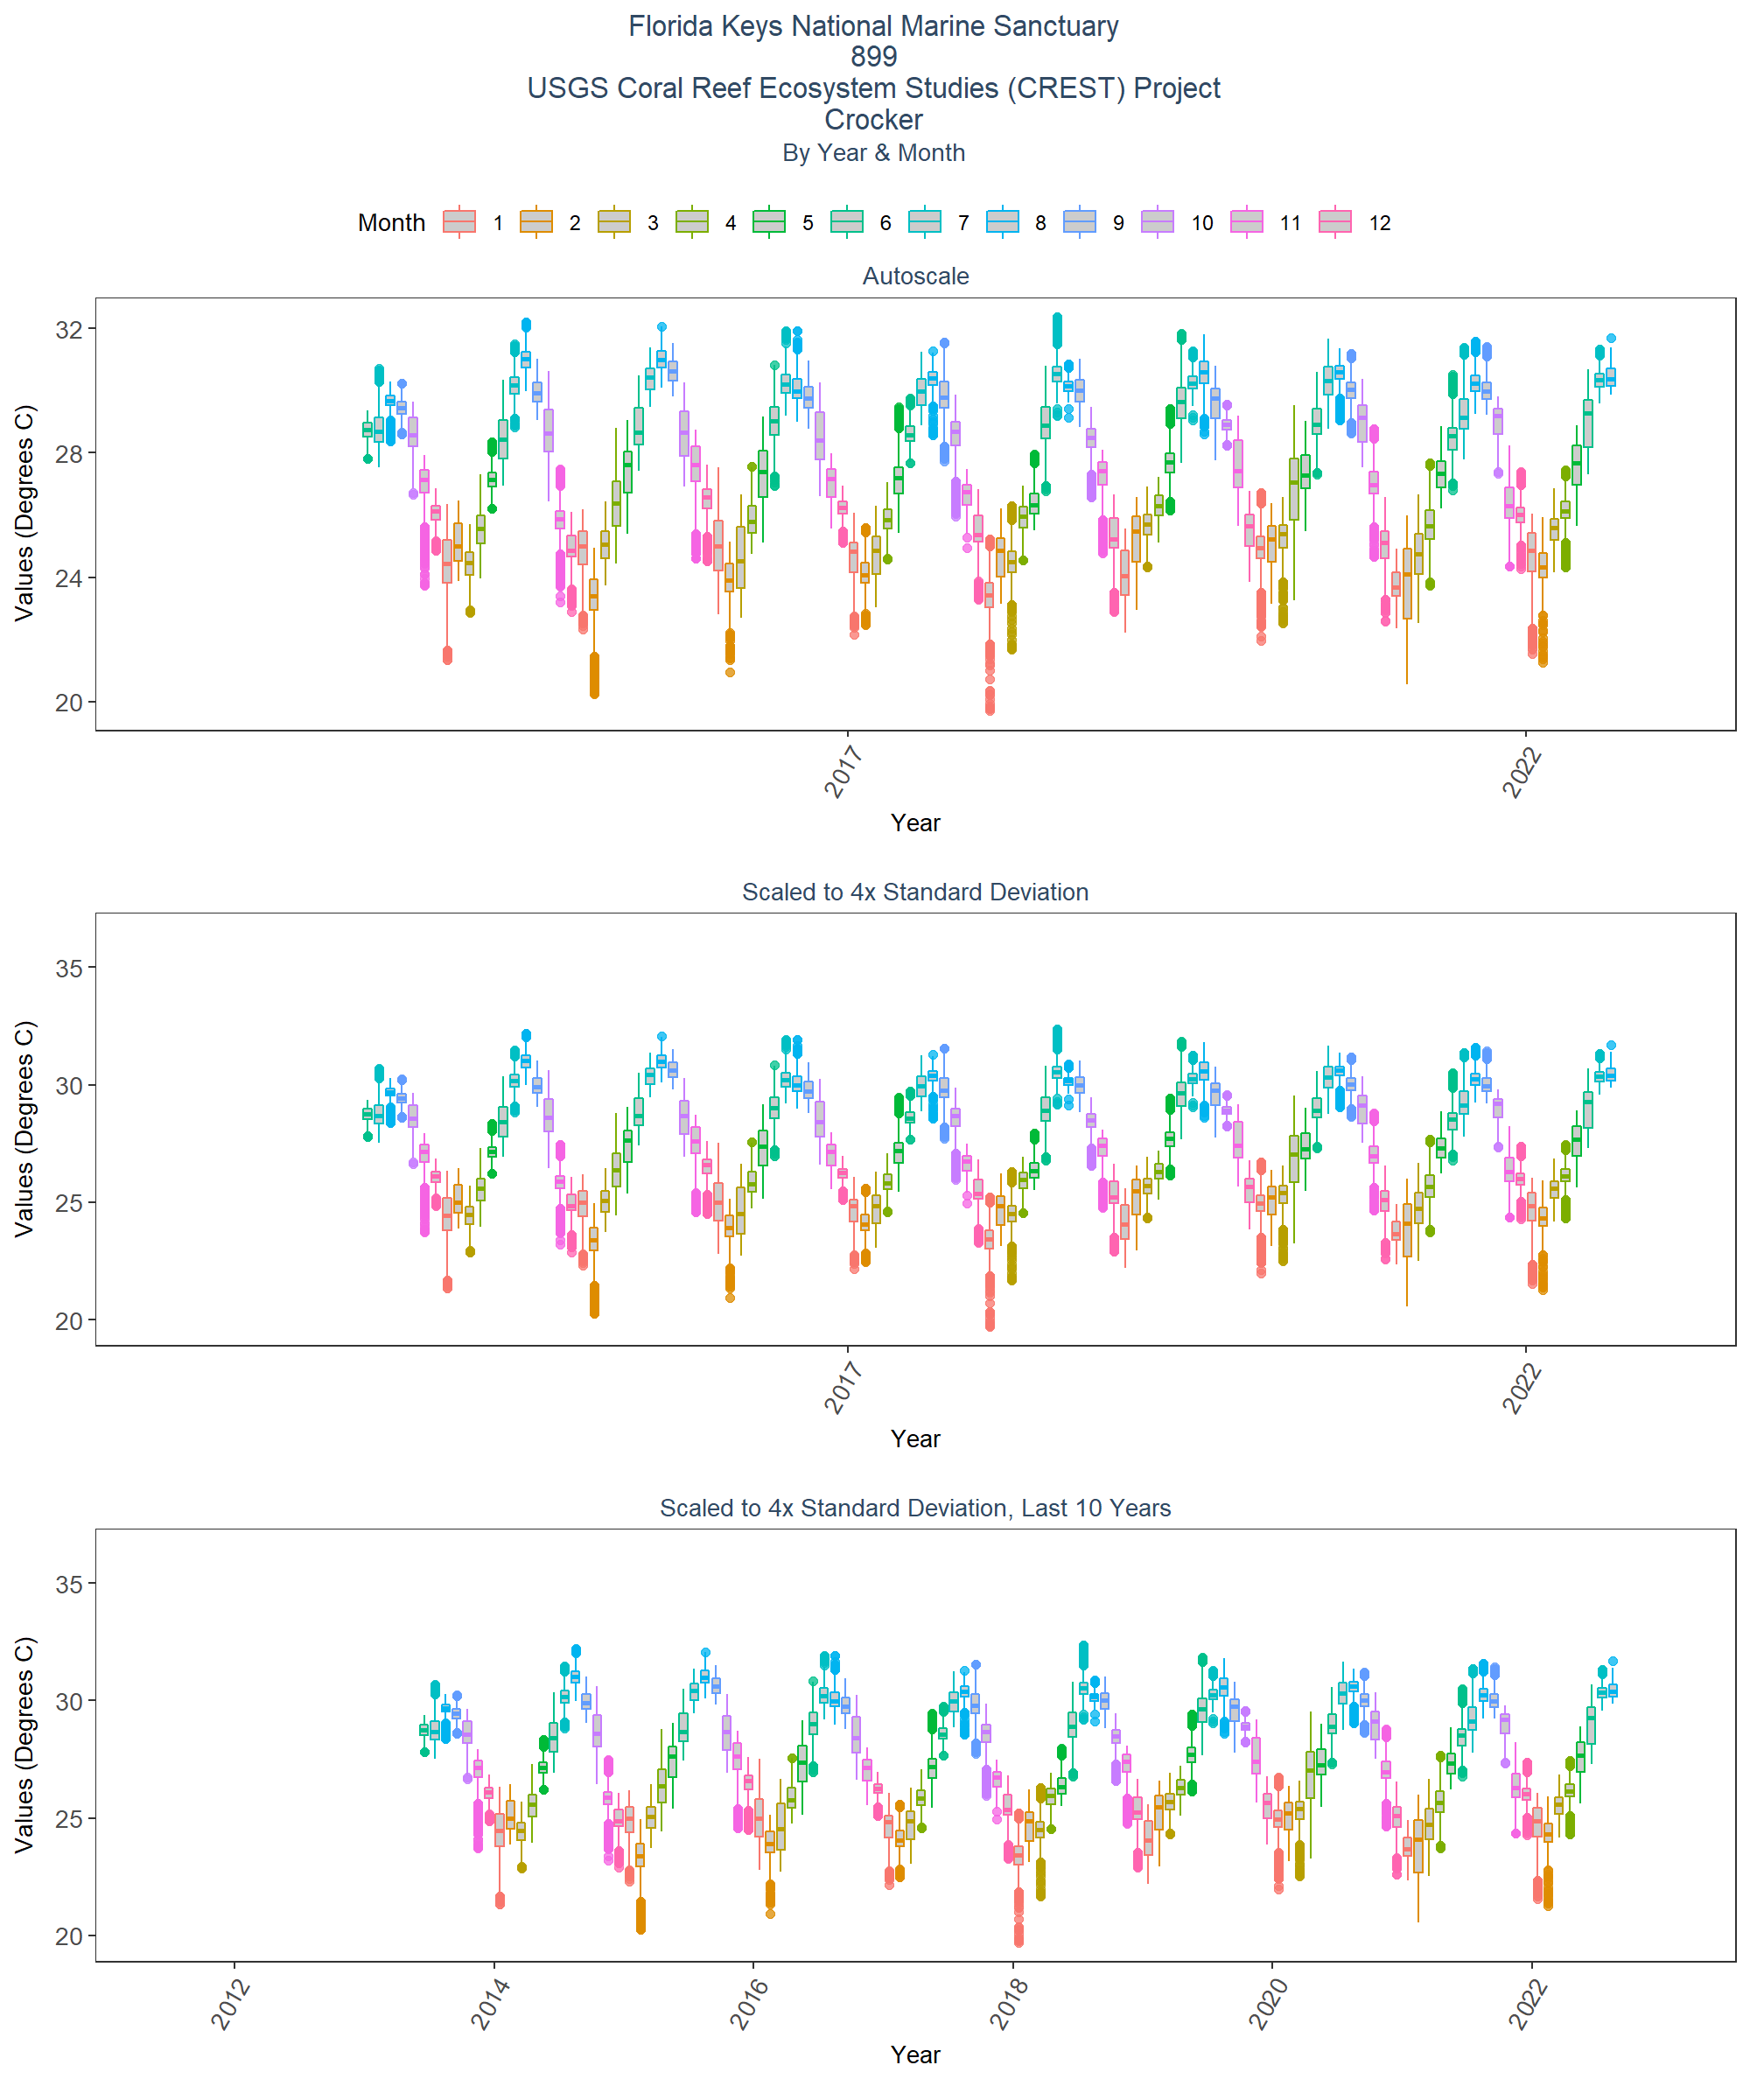 Florida Keys National Marine Sanctuary
899
USGS Coral Reef Ecosystem Studies (CREST) Project
Crocker
By Year & Month
Month 1 2 3 4 5 6 7 8 9 10 11 12
Autoscale
Values (Degrees C)
32
28
24
20
2017 2022
Year
Scaled to 4x Standard Deviation
Values (Degrees C)
35
30
25
20
2017 2022
Year
Scaled to 4x Standard Deviation, Last 10 Years
Values (Degrees C)
35
30
25
20
2012 2014 2016 2018 2020 2022
Year